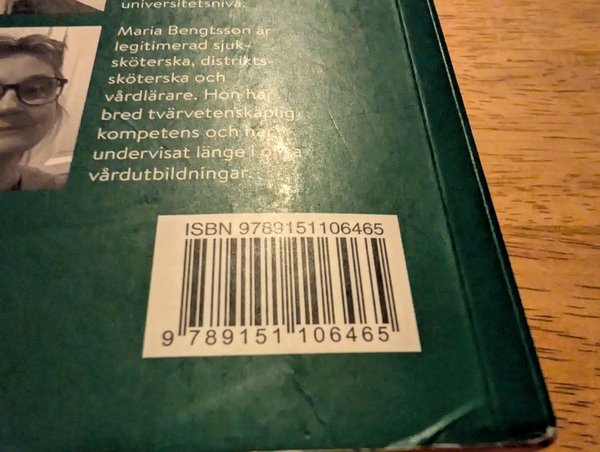 universitetsnivå.
Maria Bengtsson är
legitimerad sjuk-
sköterska, distrikts-
sköterska och
vårdlärare. Hon har
bred tvärvetenskaplig
kompetens och har
undervisat länge i olika
vårdutbildningar.
ISBN 9789151106465
9 789151 106465